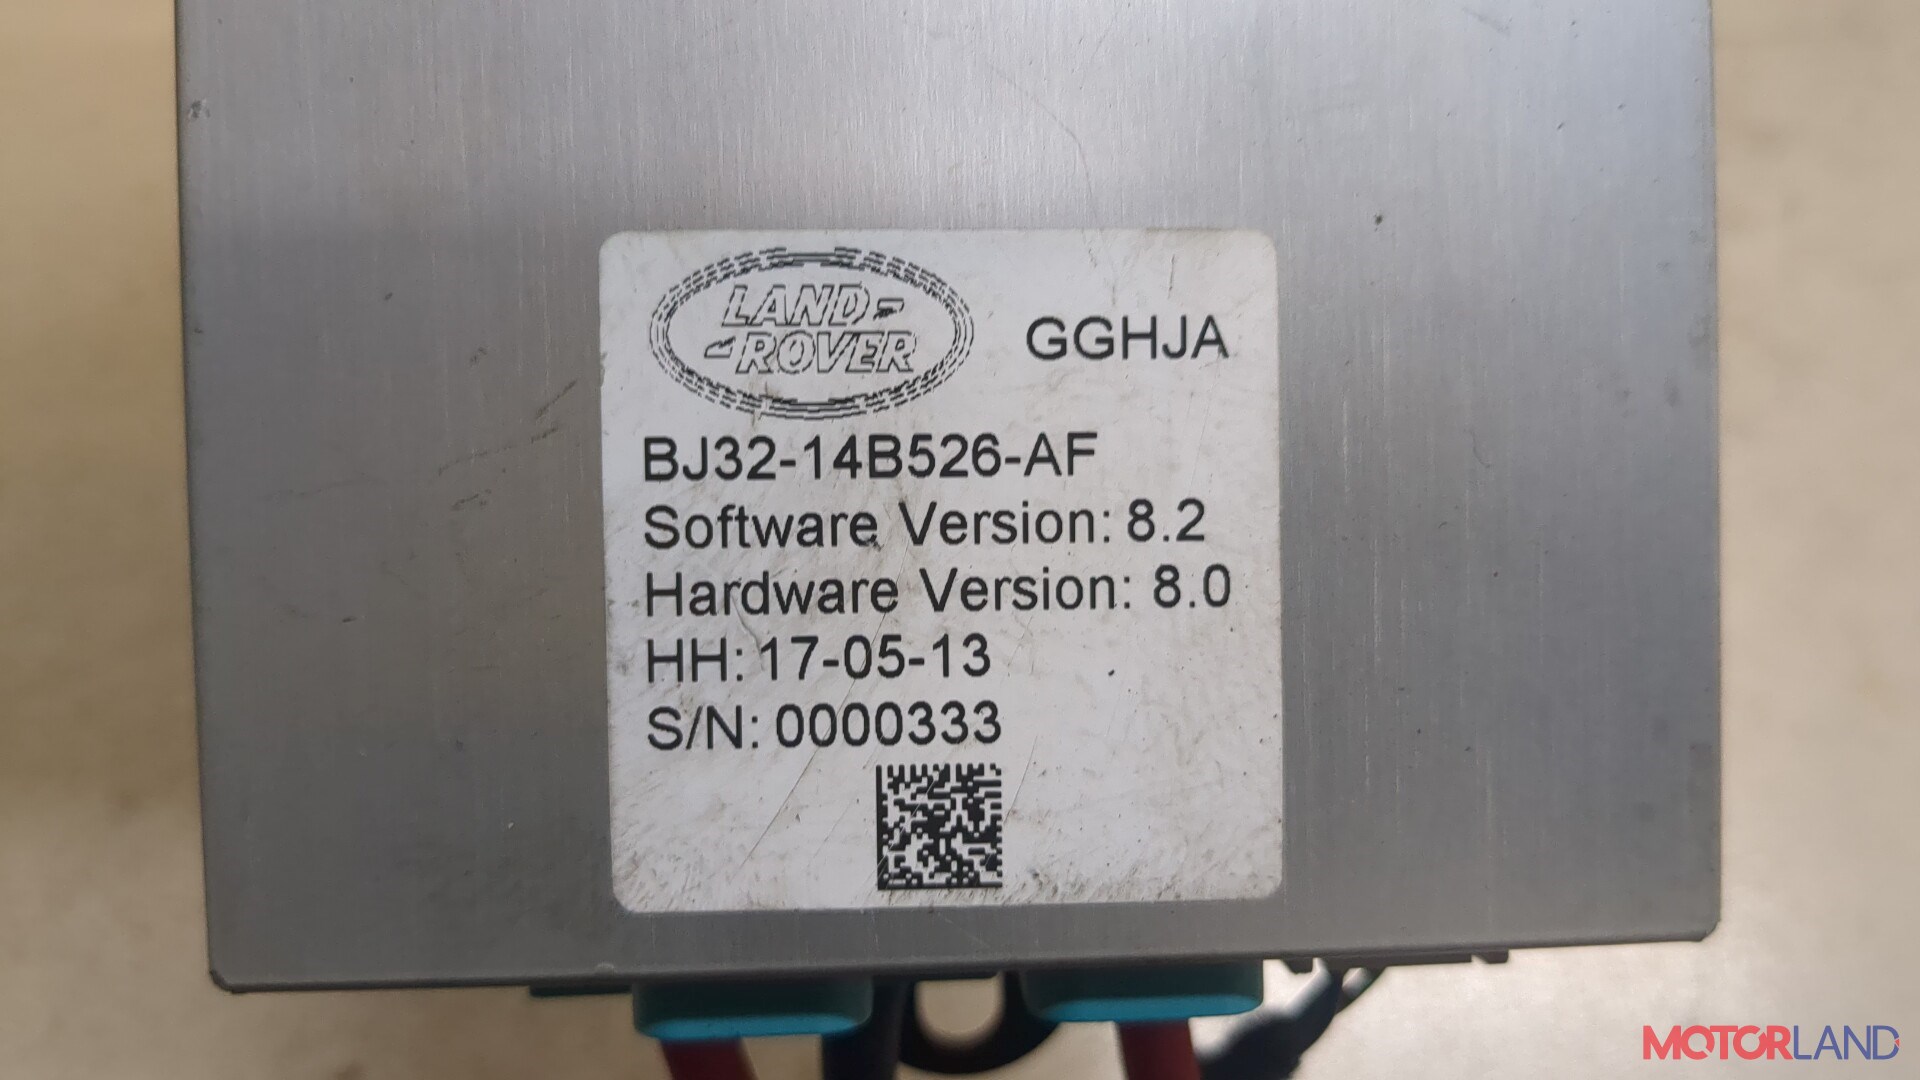 LAND-
-ROVER
GGHJA
BJ32-14B526-AF
Software Version: 8.2
Hardware Version: 8.0
HH: 17-05-13
S/N: 0000333
MOTORLAND